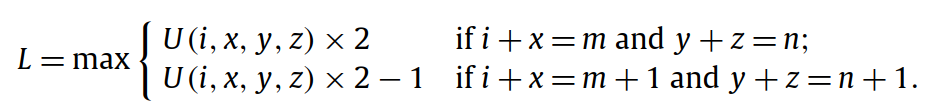 L = max { U(i, x, y, z) × 2 if i + x = m and y + z = n;
U(i, x, y, z) × 2 − 1 if i + x = m + 1 and y + z = n + 1.